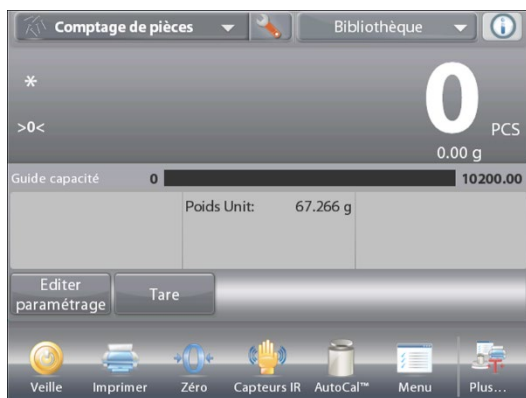 Comptage de pièces
Bibliothèque
*
0
>0<
PCS
0.00 g
Guide capacité 0 10200.00
Poids Unit: 67.266 g
Editer
paramétrage
Tare
Veille Imprimer Zéro Capteurs IR AutoCal™ Menu Plus...